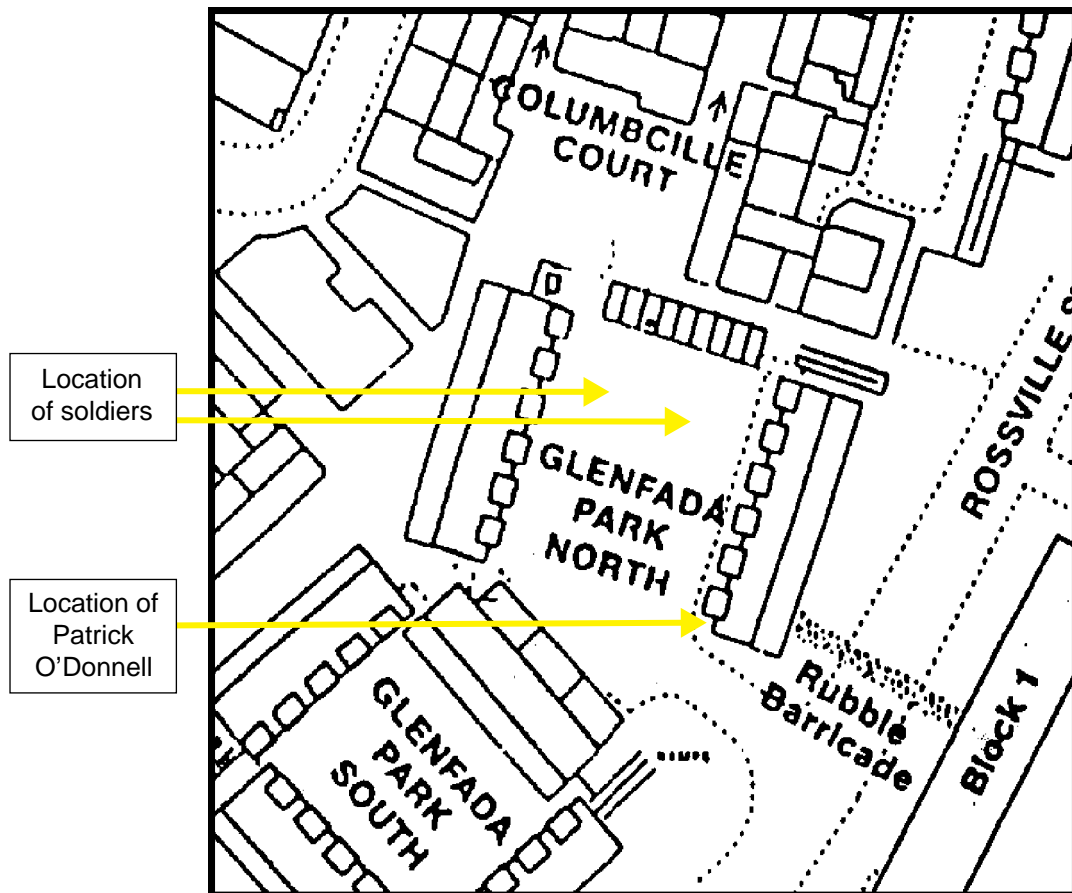 COLUMBCILLE
COURT
ROSSVILLE
Location
of soldiers
GLENFADA
PARK
NORTH
Location of
Patrick
O'Donnell
Rubble
Barricade
Block 1
GLENFADA
PARK
SOUTH